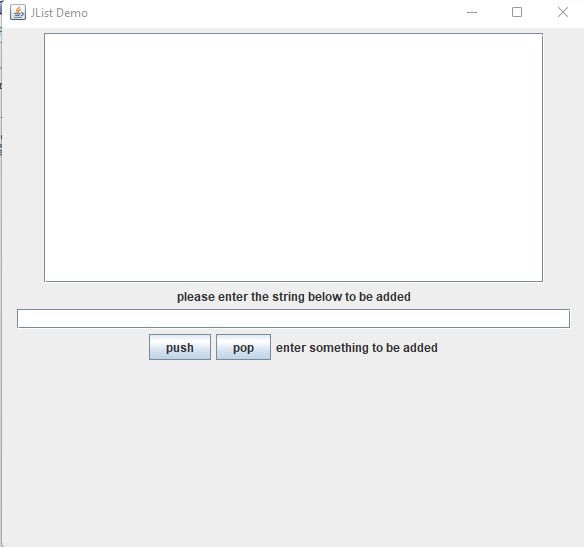 JList Demo
please enter the string below to be added
push pop enter something to be added